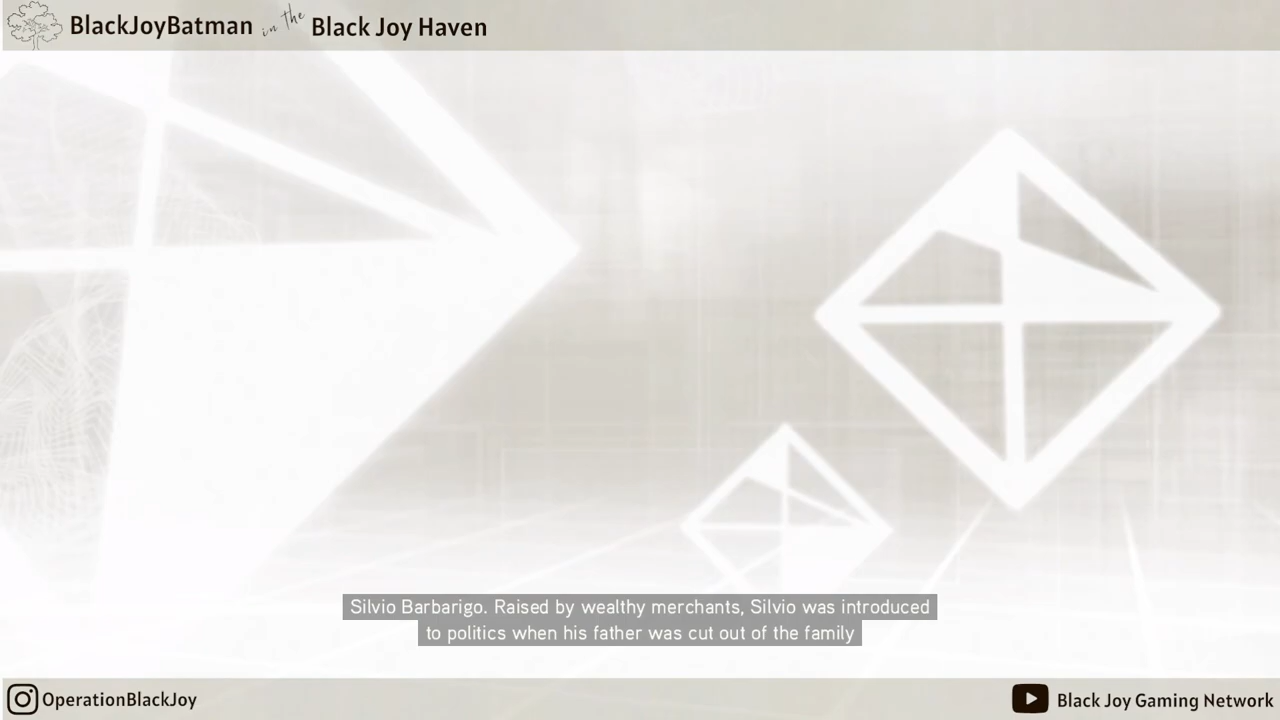 BlackJoyBatman in the Black Joy Haven
Silvio Barbarigo. Raised by wealthy merchants, Silvio was introduced
to politics when his father was cut out of the family
OperationBlackJoy
Black Joy Gaming Network